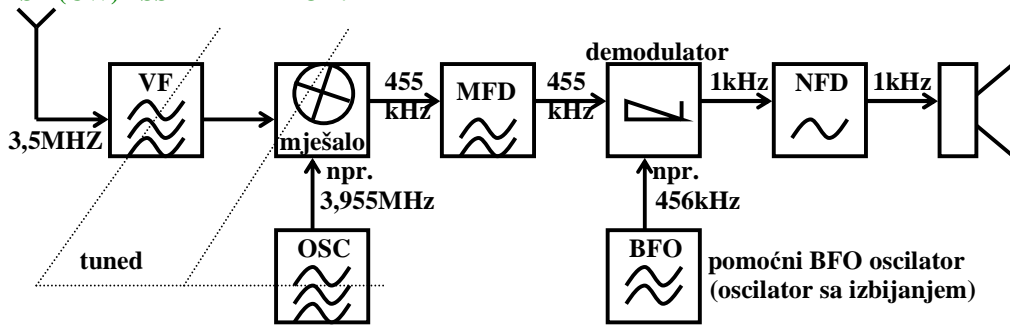 demodulator
VF
455
kHz
MFD
455
kHz
1kHz
NFD
1kHz
3,5MHZ
mješalo
npr.
3,955MHz
npr.
456kHz
tuned
OSC
BFO
pomoćni BFO oscilator
(oscilator sa izbijanjem)